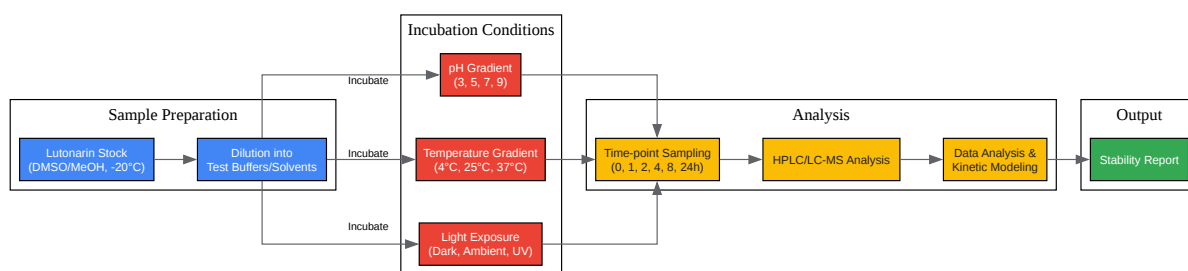 Sample Preparation
Lutonarin Stock
(DMSO/MeOH, -20°C)
Dilution into
Test Buffers/Solvents
Incubate
Incubate
Incubate
Incubation Conditions
pH Gradient
(3, 5, 7, 9)
Temperature Gradient
(4°C, 25°C, 37°C)
Light Exposure
(Dark, Ambient, UV)
Analysis
Time-point Sampling
(0, 1, 2, 4, 8, 24h)
HPLC/LC-MS Analysis
Data Analysis &
Kinetic Modeling
Output
Stability Report